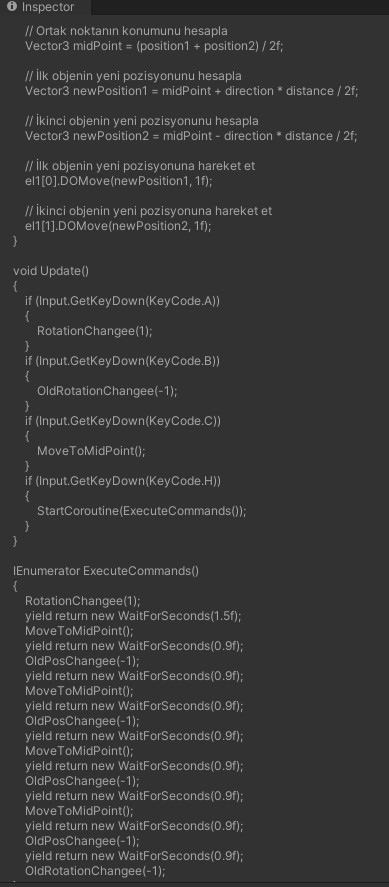 Inspector
// Ortak noktanın konumunu hesapla
Vector3 midPoint = (position1 + position2) / 2f;
// İlk objenin yeni pozisyonunu hesapla
Vector3 newPosition1 = midPoint + direction * distance / 2f;
// İkinci objenin yeni pozisyonunu hesapla
Vector3 newPosition2 = midPoint - direction * distance / 2f;
// İlk objenin yeni pozisyonuna hareket et
el1[0].DOMove(newPosition1, 1f);
// İkinci objenin yeni pozisyonuna hareket et
el1[1].DOMove(newPosition2, 1f);
}
void Update()
{
if (Input.GetKeyDown(KeyCode.A))
{
RotationChangee(1);
}
if (Input.GetKeyDown(KeyCode.B))
{
OldRotationChangee(-1);
}
if (Input.GetKeyDown(KeyCode.C))
{
MoveToMidPoint();
}
if (Input.GetKeyDown(KeyCode.H))
{
StartCoroutine(ExecuteCommands());
}
}
IEnumerator ExecuteCommands()
{
RotationChangee(1);
yield return new WaitForSeconds(1.5f);
MoveToMidPoint();
yield return new WaitForSeconds(0.9f);
OldPosChangee(-1);
yield return new WaitForSeconds(0.9f);
MoveToMidPoint();
yield return new WaitForSeconds(0.9f);
OldPosChangee(-1);
yield return new WaitForSeconds(0.9f);
MoveToMidPoint();
yield return new WaitForSeconds(0.9f);
OldPosChangee(-1);
yield return new WaitForSeconds(0.9f);
MoveToMidPoint();
yield return new WaitForSeconds(0.9f);
OldPosChangee(-1);
yield return new WaitForSeconds(0.9f);
OldRotationChangee(-1);